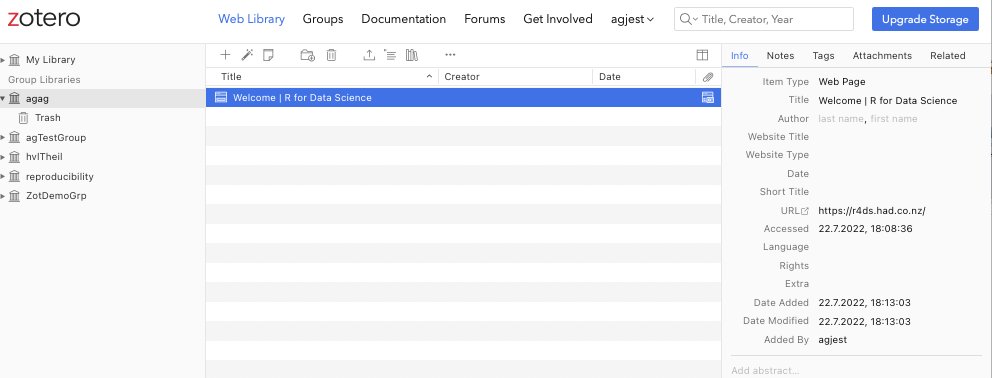 zotero
Web Library Groups Documentation Forums Get Involved agjest Title, Creator, Year Upgrade Storage
My Library
Group Libraries
agag
Trash
agTestGroup
hvlTheil
reproducibility
ZotDemoGrp
Title Creator Date
Welcome | R for Data Science
Info Notes Tags Attachments Related
Item Type Web Page
Title Welcome | R for Data Science
Author last name, first name
Website Title
Website Type
Date
Short Title
URL https://r4ds.had.co.nz/
Accessed 22.7.2022, 18:08:36
Language
Rights
Extra
Date Added 22.7.2022, 18:13:03
Date Modified 22.7.2022, 18:13:03
Added By agjest
Add abstract...